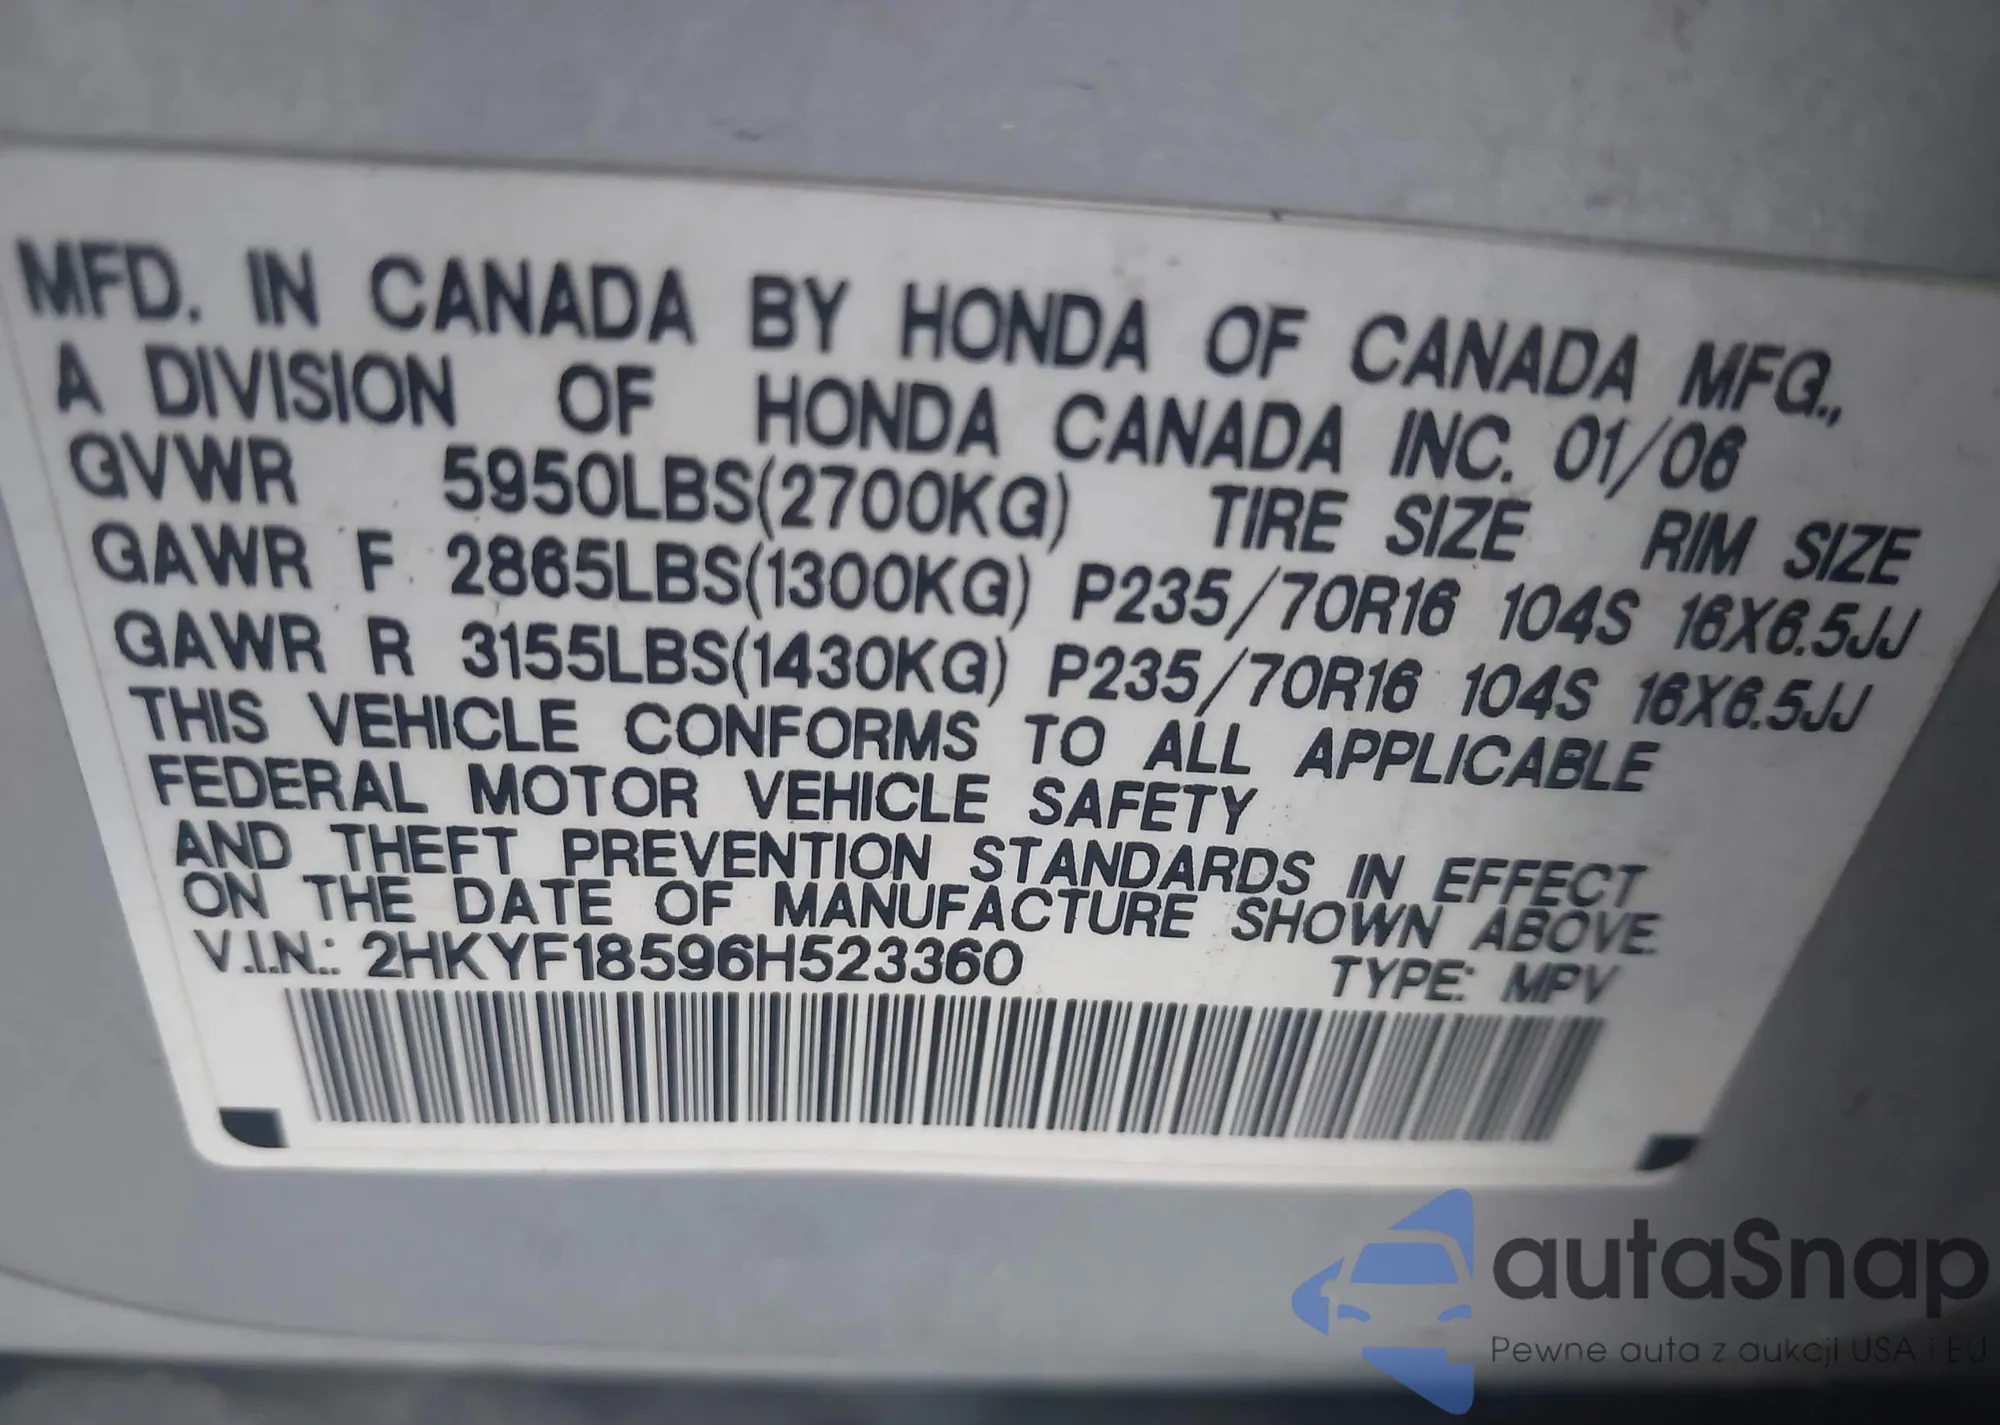 MFD. IN CANADA BY HONDA OF CANADA MFG.,
A DIVISION OF HONDA CANADA INC. 01/06
GVWR 5950LBS(2700KG) TIRE SIZE RIM SIZE
GAWR F 2865LBS(1300KG) P235/70R16 104S 16X6.5JJ
GAWR R 3155LBS(1430KG) P235/70R16 104S 16X6.5JJ
THIS VEHICLE CONFORMS TO ALL APPLICABLE
FEDERAL MOTOR VEHICLE SAFETY
AND THEFT PREVENTION STANDARDS IN EFFECT
ON THE DATE OF MANUFACTURE SHOWN ABOVE.
V.I.N.: 2HKYF18596H523360 TYPE: MPV
autaSnap
Pewne auta z aukcji USA i EU